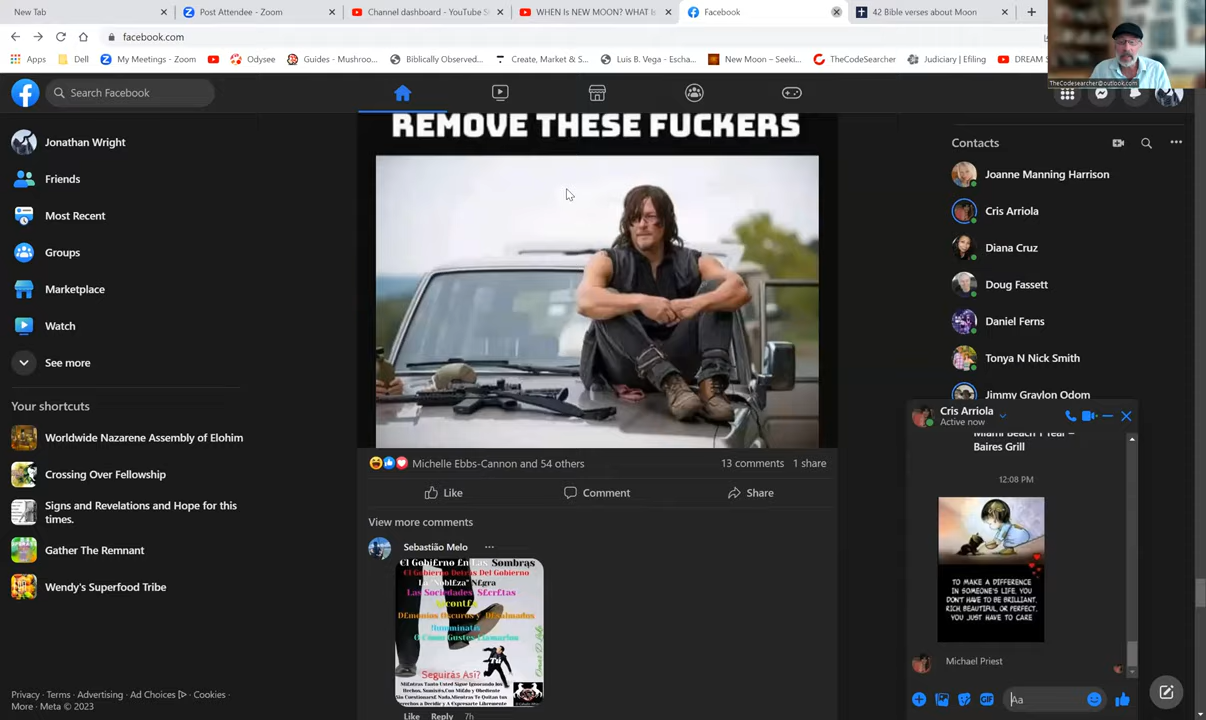 New Tab
Post Attendee - Zoom
Channel dashboard - YouTube S
WHEN Is NEW MOON? WHAT I
Facebook
42 Bible verses about Moon
facebook.com
Apps
Dell
My Meetings - Zoom
Odysee
Guides - Mushroo...
Biblically Observed...
Create, Market & S...
Luis B. Vega - Escha...
New Moon – Seeki...
TheCodeSearcher
Judiciary | Efiling
DREAM S
TheCodesearcher@outlook.com
Search Facebook
Jonathan Wright
Friends
Most Recent
Groups
Marketplace
Watch
See more
Your shortcuts
Worldwide Nazarene Assembly of Elohim
Crossing Over Fellowship
Signs and Revelations and Hope for this
times.
Gather The Remnant
Wendy's Superfood Tribe
Privacy · Terms · Advertising · Ad Choices · Cookies ·
More · Meta © 2023
REMOVE THESE FUCKERS
Michelle Ebbs-Cannon and 54 others
13 comments
1 share
Like
Comment
Share
View more comments
Sebastião Melo
Las Sociedades S£cr£tas
Seguirás Así?
Tú
Like
Reply
7h
Contacts
Joanne Manning Harrison
Cris Arriola
Diana Cruz
Doug Fassett
Daniel Ferns
Tonya N Nick Smith
Jimmy Graylon Odom
Cris Arriola
Active now
Miami Beach 1 Year –
Baires Grill
12:08 PM
TO MAKE A DIFFERENCE
IN SOMEONE'S LIFE, YOU
DON'T HAVE TO BE BRILLIANT,
RICH, BEAUTIFUL, OR PERFECT.
YOU JUST HAVE TO CARE
Michael Priest
GIF
Aa